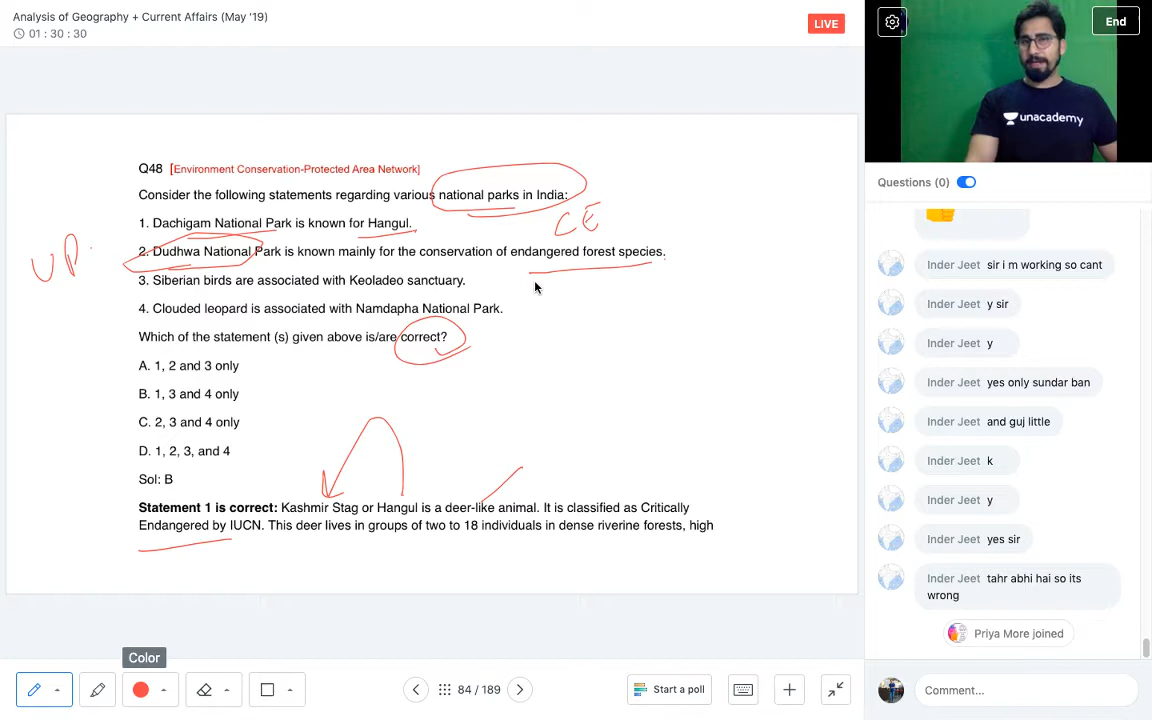 Analysis of Geography + Current Affairs (May '19)
01 : 30 : 30
LIVE
End
unacademy
Q48 [Environment Conservation-Protected Area Network]
Consider the following statements regarding various national parks in India:
1. Dachigam National Park is known for Hangul.
CE
2. Dudhwa National Park is known mainly for the conservation of endangered forest species.
UP
3. Siberian birds are associated with Keoladeo sanctuary.
4. Clouded leopard is associated with Namdapha National Park.
Which of the statement (s) given above is/are correct?
A. 1, 2 and 3 only
B. 1, 3 and 4 only
C. 2, 3 and 4 only
D. 1, 2, 3, and 4
Sol: B
Statement 1 is correct: Kashmir Stag or Hangul is a deer-like animal. It is classified as Critically
Endangered by IUCN. This deer lives in groups of two to 18 individuals in dense riverine forests, high
Color
84 / 189
Start a poll
Questions (0)
Inder Jeet sir i m working so cant
Inder Jeet y sir
Inder Jeet y
Inder Jeet yes only sundar ban
Inder Jeet and guj little
Inder Jeet k
Inder Jeet y
Inder Jeet yes sir
Inder Jeet tahr abhi hai so its
wrong
Priya More joined
Comment...